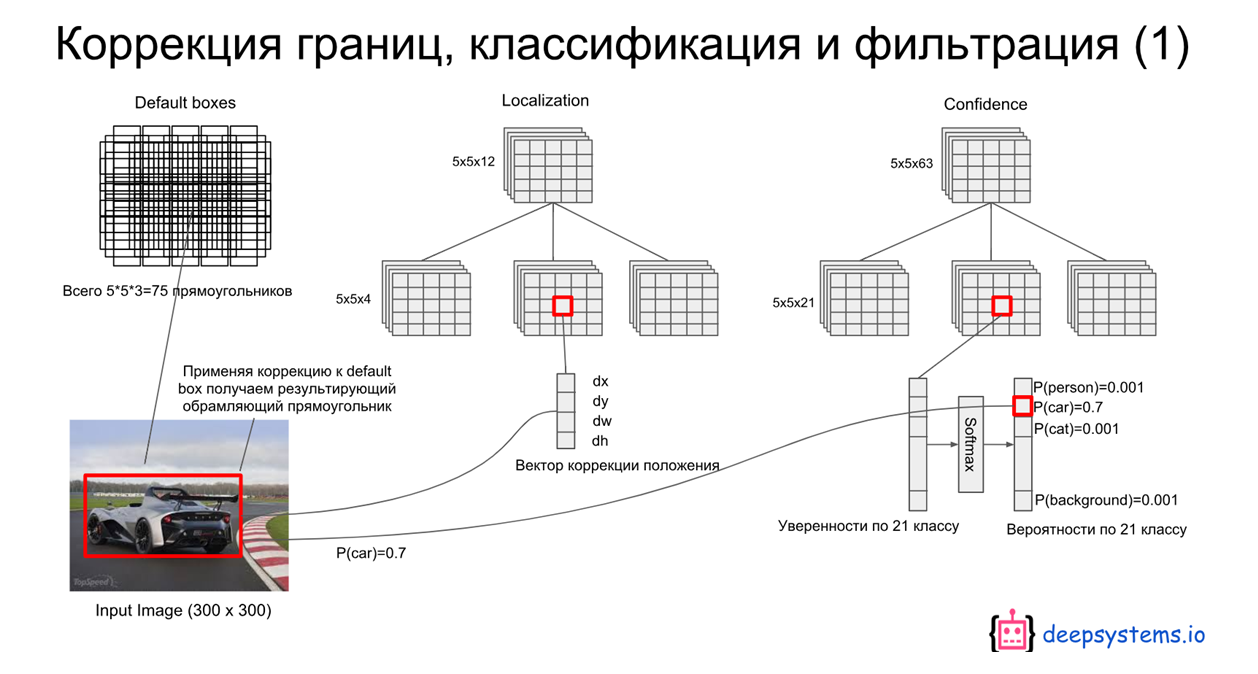 Коррекция границ, классификация и фильтрация (1)
Default boxes
Localization
Confidence
5x5x12
5x5x63
Всего 5*5*3=75 прямоугольников
5x5x4
5x5x21
Применяя коррекцию к default
box получаем результирующий
обрамляющий прямоугольник
dx
dy
dw
dh
Вектор коррекции положения
P(person)=0.001
P(car)=0.7
P(cat)=0.001
Softmax
P(background)=0.001
Уверенности по 21 классу
Вероятности по 21 классу
P(car)=0.7
TopSpeed
Input Image (300 x 300)
deepsystems.io